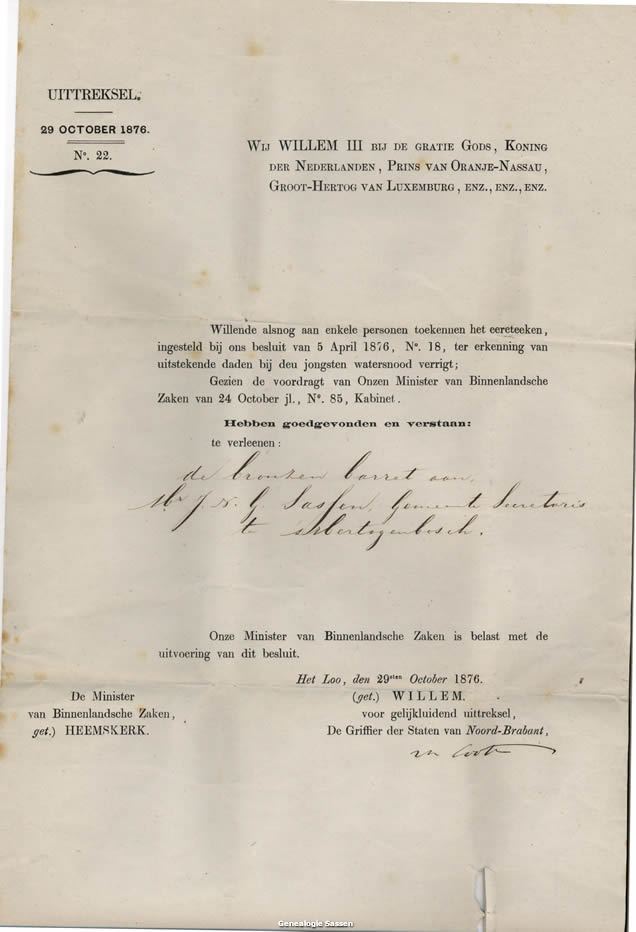 UITTREKSEL.
29 OCTOBER 1876.
Nº. 22.
WIJ WILLEM III BIJ DE GRATIE GODS, KONING
DER NEDERLANDEN, PRINS VAN ORANJE-NASSAU,
GROOT-HERTOG VAN LUXEMBURG, ENZ., ENZ., ENZ.
Willende alsnog aan enkele personen toekennen het eereteeken,
ingesteld bij ons besluit van 5 April 1876, Nº. 18, ter erkenning van
uitstekende daden bij deu jongsten watersnood verrigt;
Gezien de voordragt van Onzen Minister van Binnenlandsche
Zaken van 24 October jl., Nº. 85, Kabinet.
Hebben goedgevonden en verstaan:
te verleenen:
de bronzen barret aan
Mr J. N. G. Sassen, Gemeente Secretaris
te sHertogenbosch.
Onze Minister van Binnenlandsche Zaken is belast met de
uitvoering van dit besluit.
Het Loo, den 29sten October 1876.
(get.) WILLEM.
voor gelijkluidend uittreksel,
De Griffier der Staten van Noord-Brabant,
De Minister
van Binnenlandsche Zaken,
get.) HEEMSKERK.
Genealogie Sassen